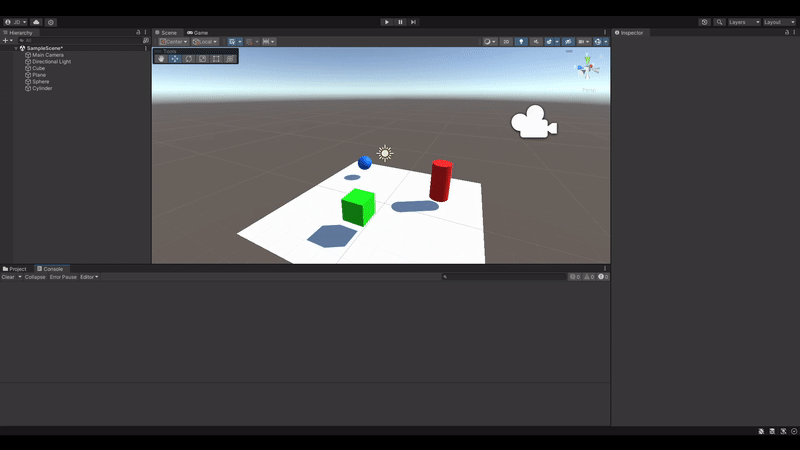 JD
Layers
Layout
Hierarchy
All
SampleScene*
Main Camera
Directional Light
Cube
Plane
Sphere
Cylinder
Scene
Game
Center
Local
2D
Tools
Persp
Inspector
Project
Console
Clear
Collapse
Error Pause
Editor
0
0
0